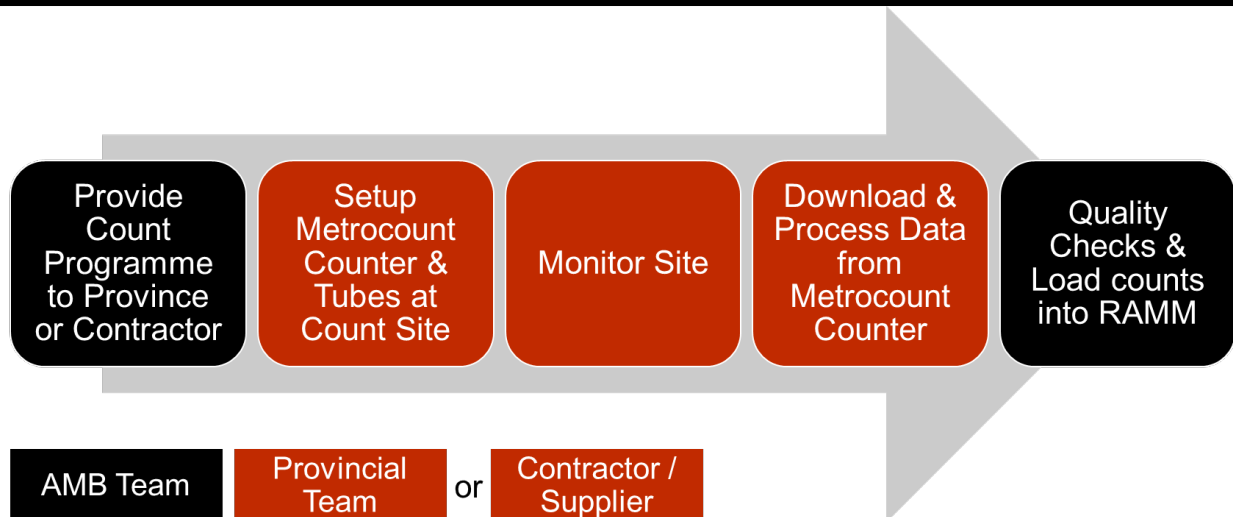 Provide
Count
Programme
to Province
or Contractor
Setup
Metrocount
Counter &
Tubes at
Count Site
Monitor Site
Download &
Process Data
from
Metrocount
Counter
Quality
Checks &
Load counts
into RAMM
AMB Team
Provincial
Team
or
Contractor /
Supplier